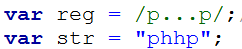 var reg = /p...p/;;
var str = "phhp";